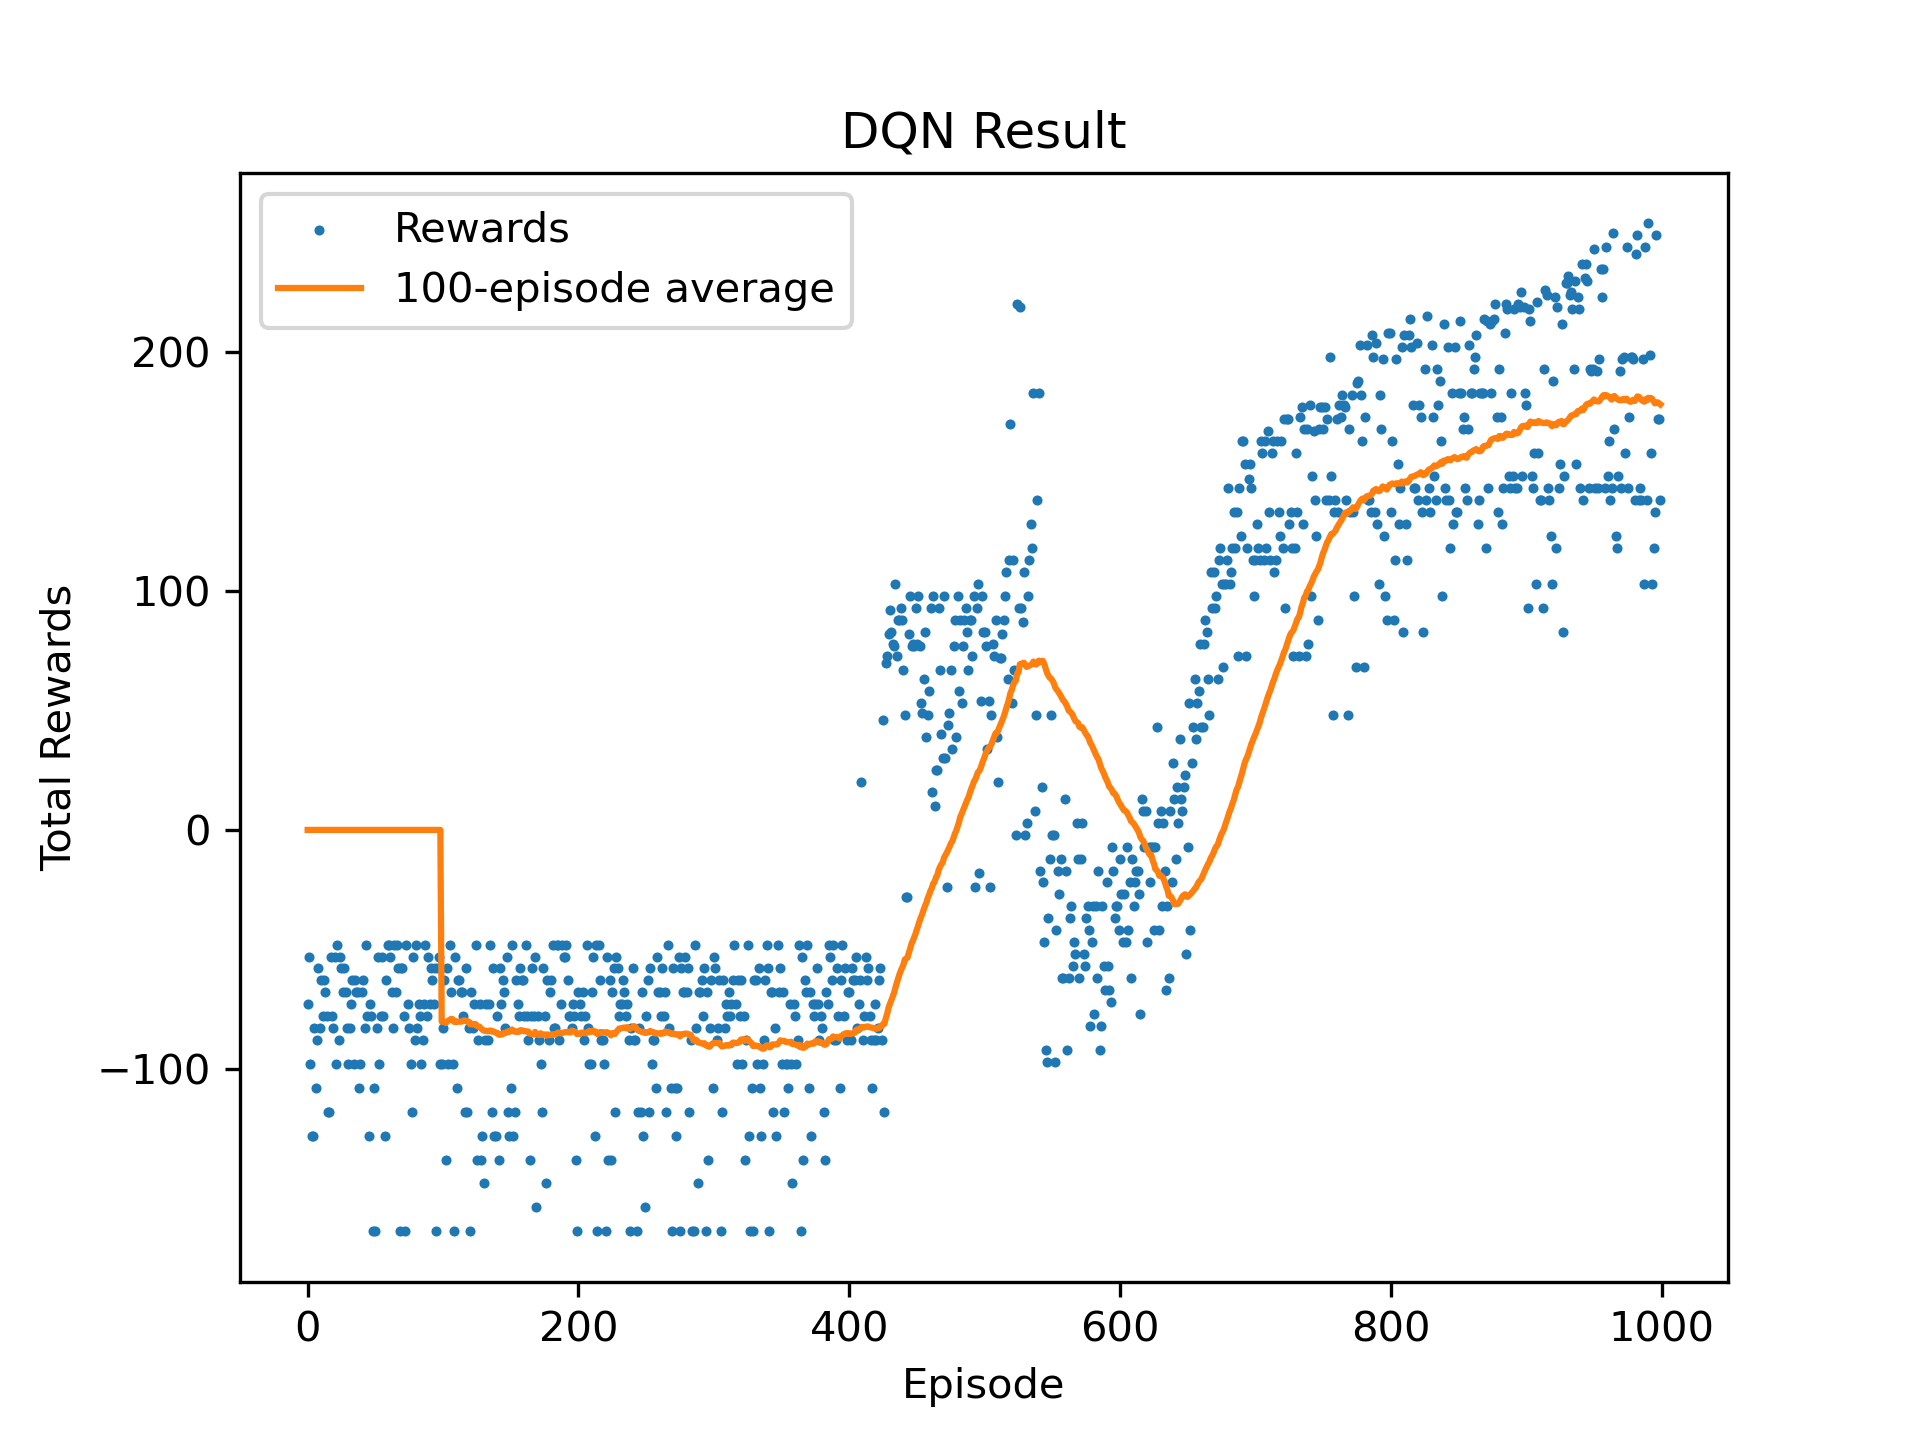 DQN Result
Rewards
100-episode average
Total Rewards
200
100
0
−100
0
200
400
600
800
1000
Episode